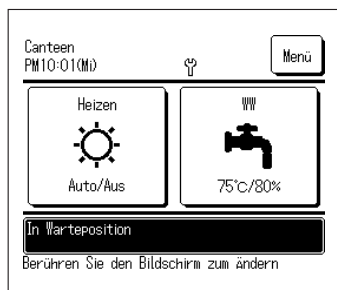 Canteen
PM10:01(Mi)
Menü
Heizen
Auto/Aus
WW
75°C/80%
In Warteposition
Berühren Sie den Bildschirm zum ändern